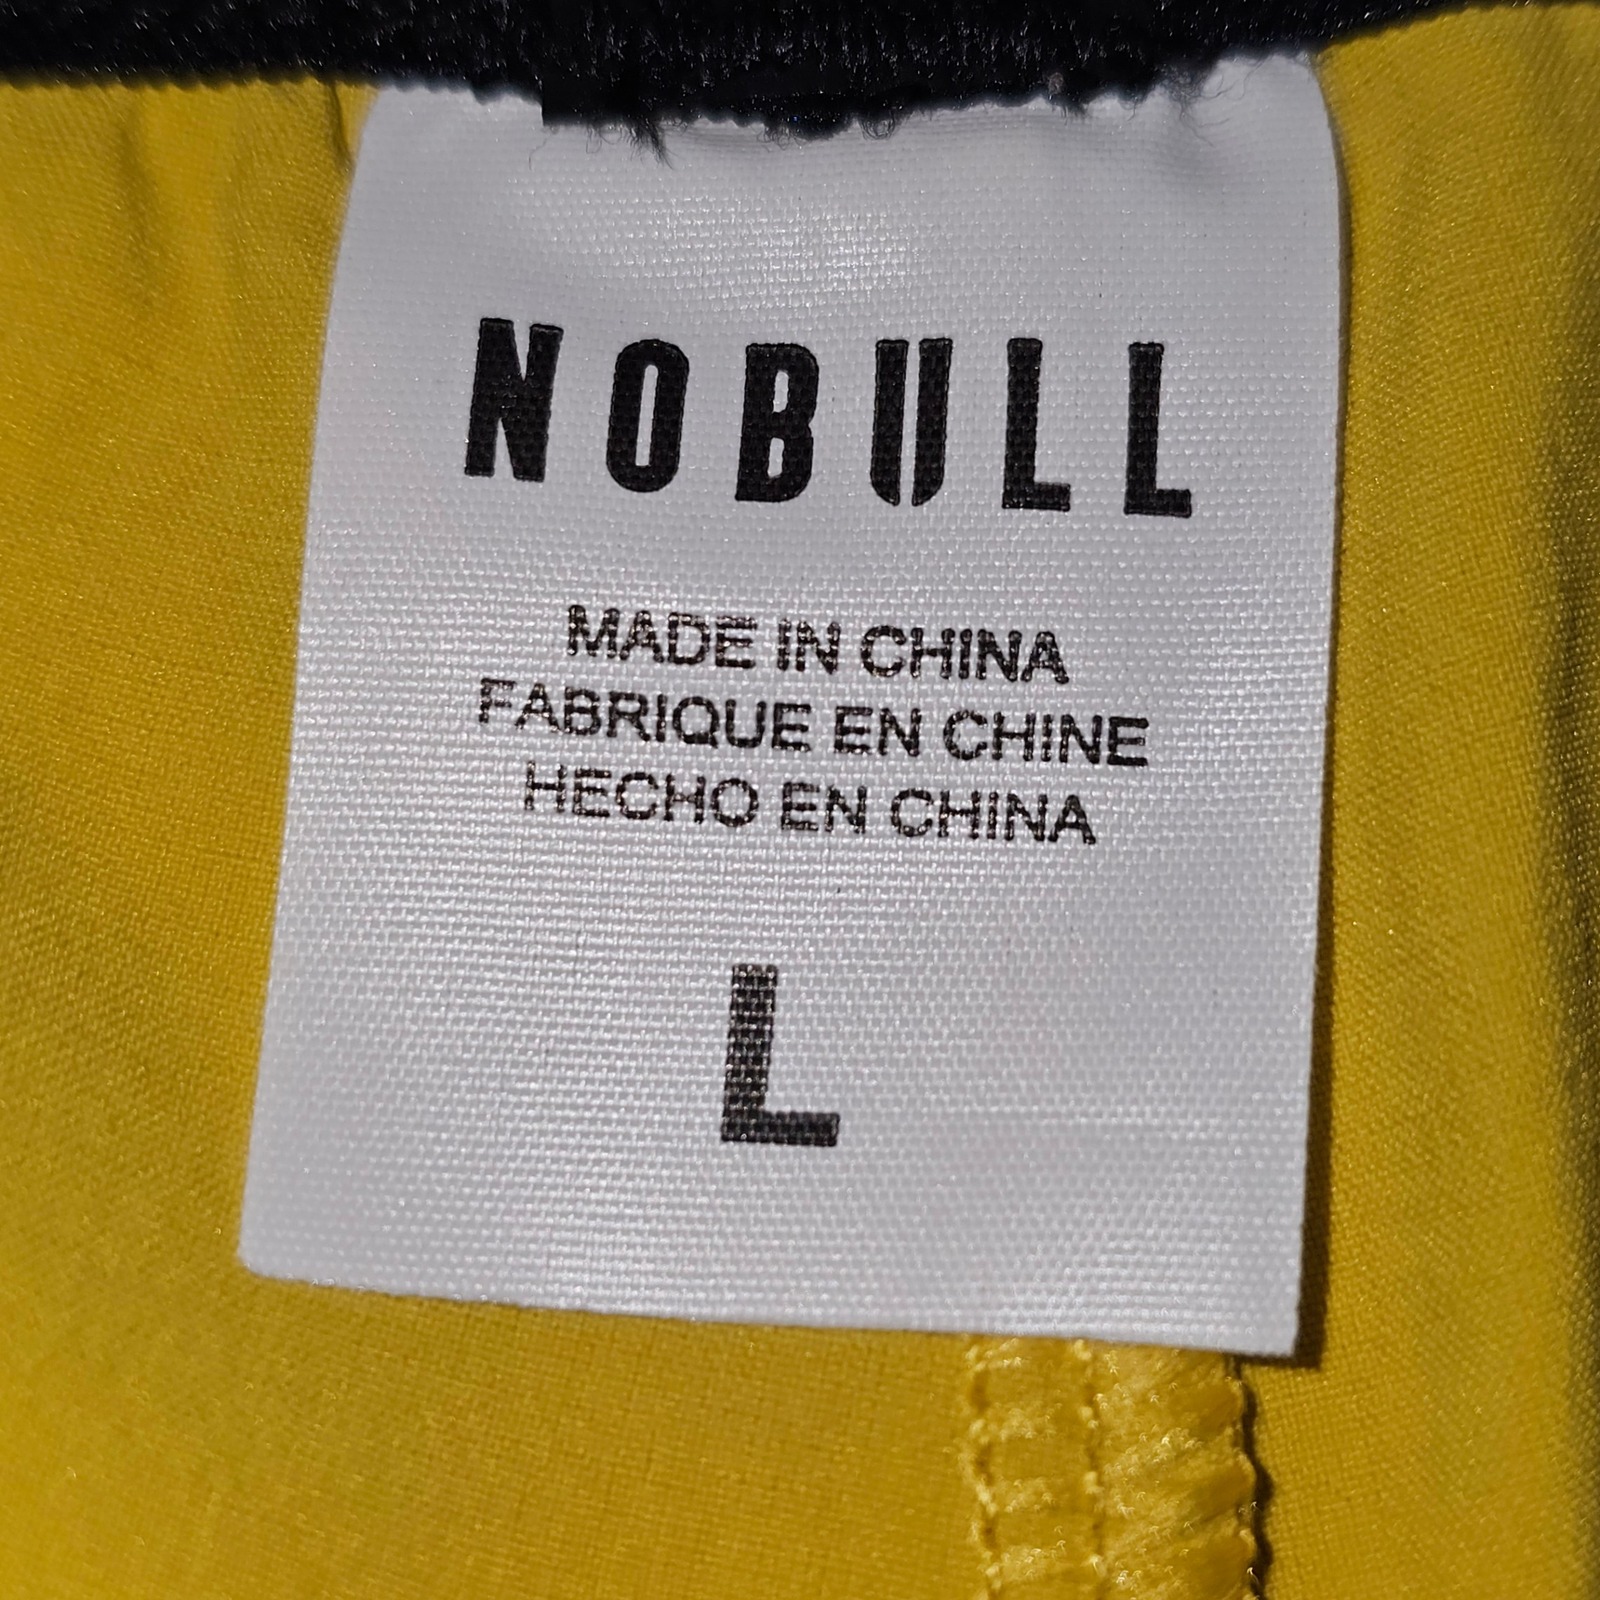 NOBULL
MADE IN CHINA
FABRIQUE EN CHINE
HECHO EN CHINA
L